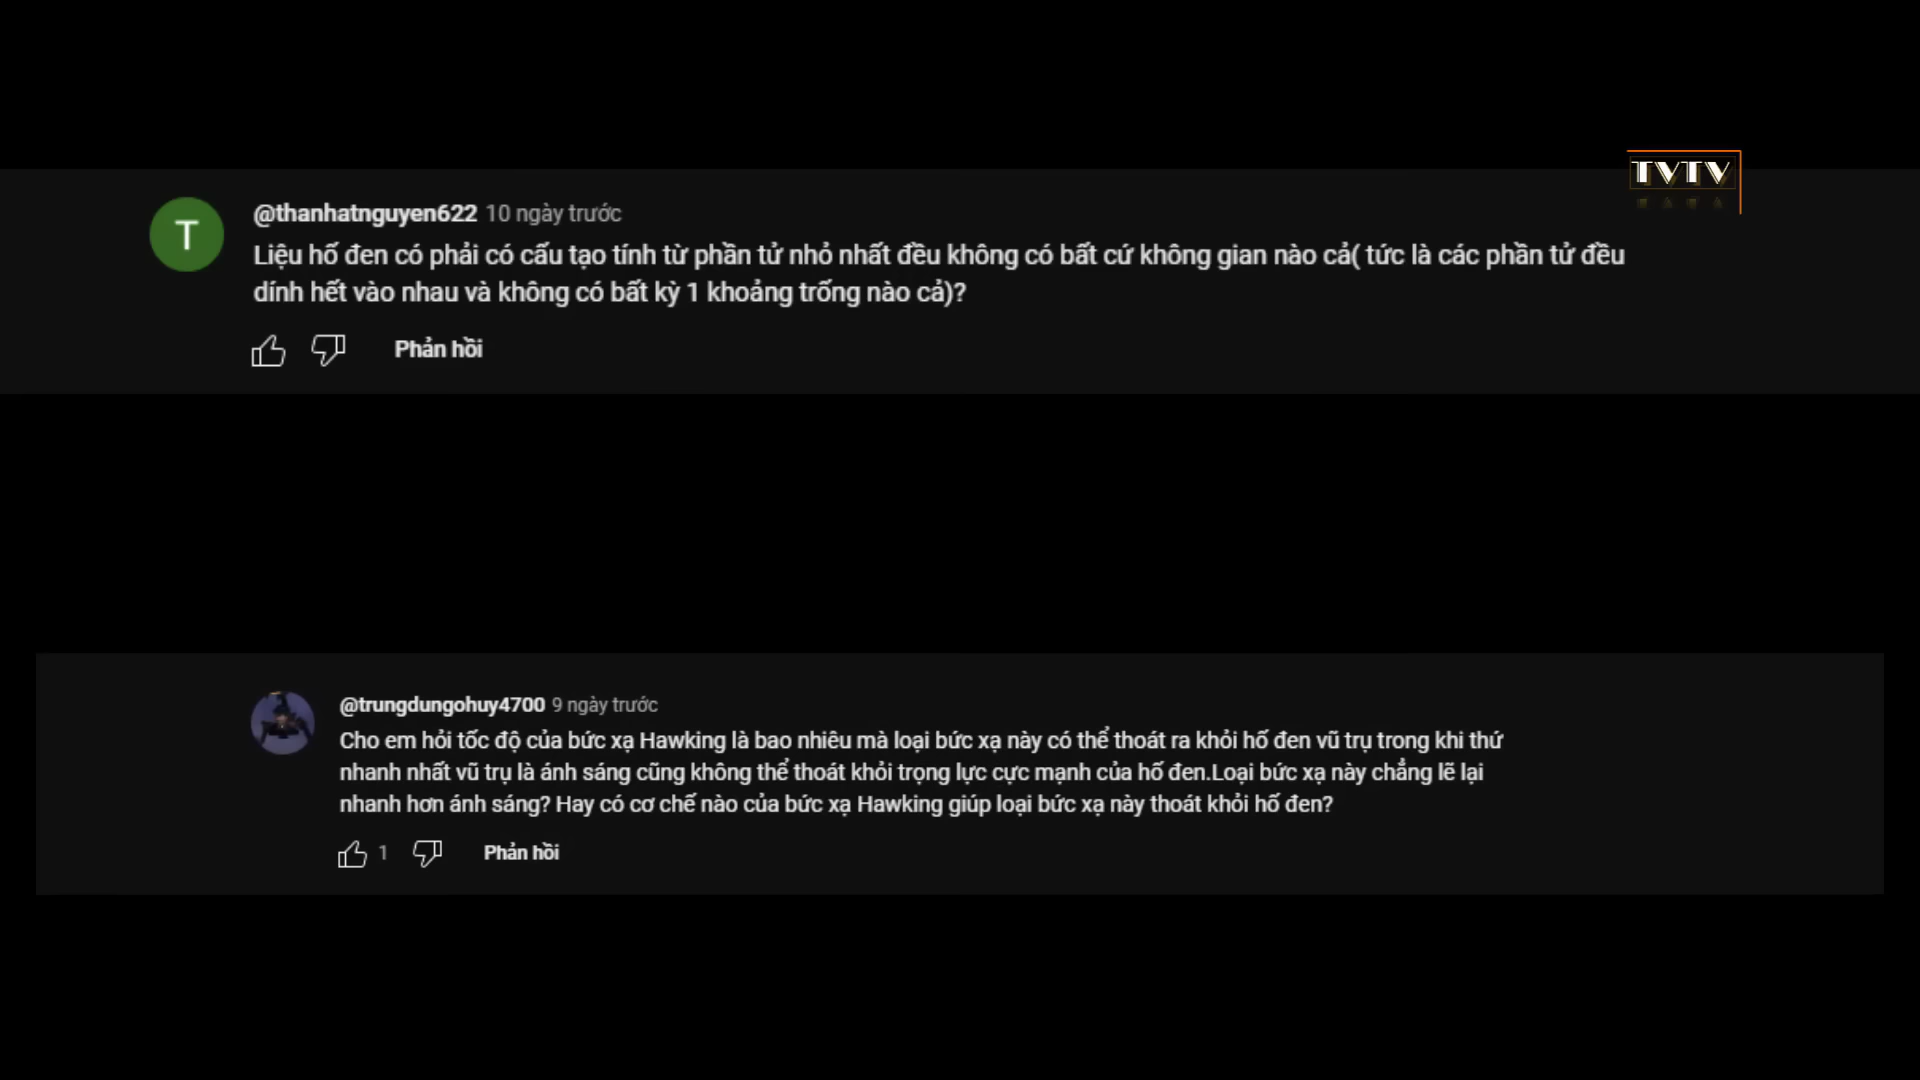 TVTV
@thanhatnguyen622 10 ngày trước
Liệu hố đen có phải có cấu tạo tính từ phần tử nhỏ nhất đều không có bất cứ không gian nào cả( tức là các phần tử đều
dính hết vào nhau và không có bất kỳ 1 khoảng trống nào cả)?
Phản hồi
@trungdungohuy4700 9 ngày trước
Cho em hỏi tốc độ của bức xạ Hawking là bao nhiêu mà loại bức xạ này có thể thoát ra khỏi hố đen vũ trụ trong khi thứ
nhanh nhất vũ trụ là ánh sáng cũng không thể thoát khỏi trọng lực cực mạnh của hố đen.Loại bức xạ này chẳng lẽ lại
nhanh hơn ánh sáng? Hay có cơ chế nào của bức xạ Hawking giúp loại bức xạ này thoát khỏi hố đen?
1 Phản hồi